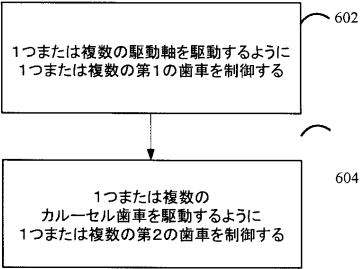 602
1つまたは複数の駆動軸を駆動するように
1つまたは複数の第1の歯車を制御する
604
1つまたは複数の
カルーセル歯車を駆動するように
1つまたは複数の第2の歯車を制御する